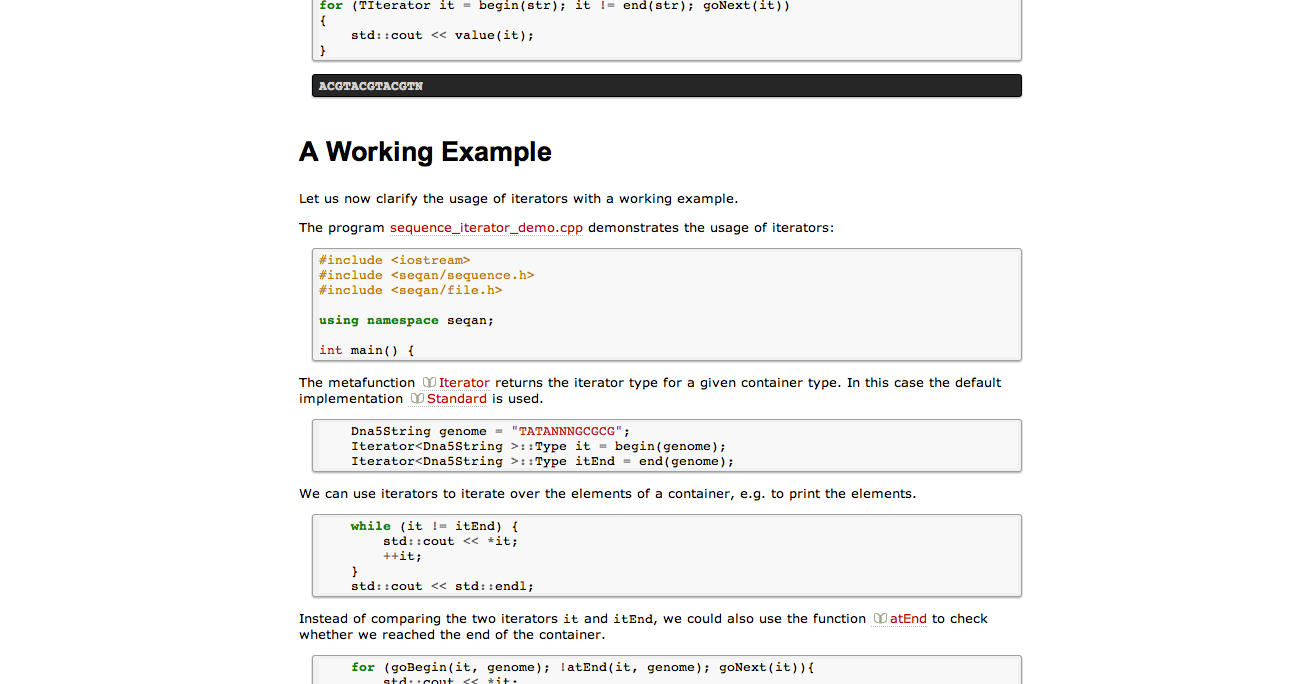 for (TIterator it = begin(str); it != end(str); goNext(it))
{
    std::cout << value(it);
}
ACGTACGTACGTN
A Working Example
Let us now clarify the usage of iterators with a working example.
The program sequence_iterator_demo.cpp demonstrates the usage of iterators:
#include <iostream>
#include <seqan/sequence.h>
#include <seqan/file.h>
using namespace seqan;
int main() {
The metafunction Iterator returns the iterator type for a given container type. In this case the default
implementation Standard is used.
    Dna5String genome = "TATANNNGCGCG";
    Iterator<Dna5String >::Type it = begin(genome);
    Iterator<Dna5String >::Type itEnd = end(genome);
We can use iterators to iterate over the elements of a container, e.g. to print the elements.
    while (it != itEnd) {
        std::cout << *it;
        ++it;
    }
    std::cout << std::endl;
Instead of comparing the two iterators it and itEnd, we could also use the function atEnd to check
whether we reached the end of the container.
    for (goBegin(it, genome); !atEnd(it, genome); goNext(it)){
        std::cout << *it;